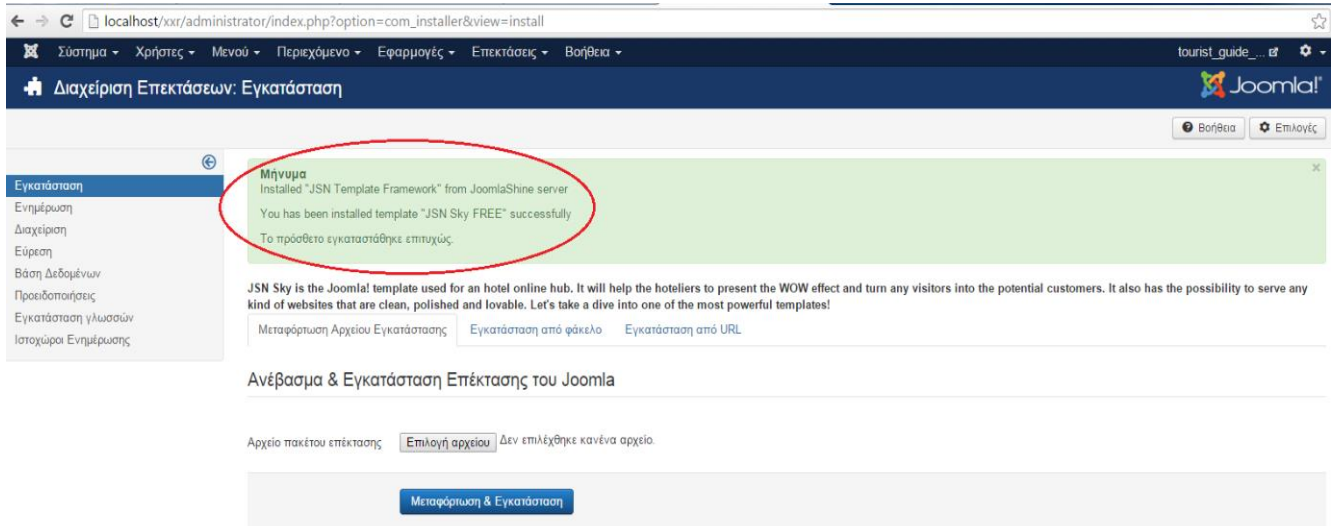 localhost/xxr/administrator/index.php?option=com_installer&view=install
Σύστημα Χρήστες Μενού Περιεχόμενο Εφαρμογές Επεκτάσεις Βοήθεια tourist_guide_...
Διαχείριση Επεκτάσεων: Εγκατάσταση Joomla!
Βοήθεια Επιλογές
Εγκατάσταση
Ενημέρωση
Διαχείριση
Εύρεση
Βάση Δεδομένων
Προειδοποιήσεις
Εγκατάσταση γλωσσών
Ιστοχώροι Ενημέρωσης
Μήνυμα
Installed "JSN Template Framework" from JoomlaShine server
You has been installed template "JSN Sky FREE" successfully
Το πρόσθετο εγκαταστάθηκε επιτυχώς.
JSN Sky is the Joomla! template used for an hotel online hub. It will help the hoteliers to present the WOW effect and turn any visitors into the potential customers. It also has the possibility to serve any
kind of websites that are clean, polished and lovable. Let's take a dive into one of the most powerful templates!
Μεταφόρτωση Αρχείου Εγκατάστασης Εγκατάσταση από φάκελο Εγκατάσταση από URL
Ανέβασμα & Εγκατάσταση Επέκτασης του Joomla
Αρχείο πακέτου επέκτασης Επιλογή αρχείου Δεν επιλέχθηκε κανένα αρχείο.
Μεταφόρτωση & Εγκατάσταση